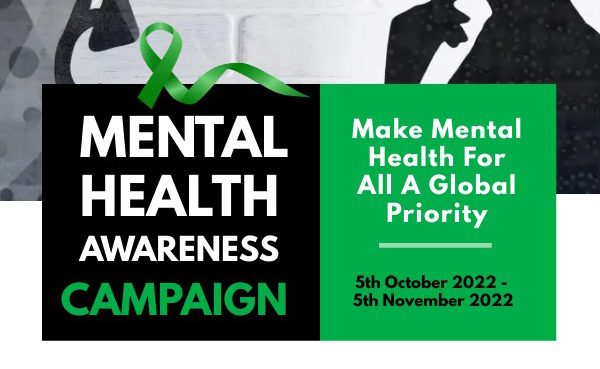 MENTAL
HEALTH
AWARENESS
CAMPAIGN
Make Mental
Health For
All A Global
Priority
5th October 2022 -
5th November 2022